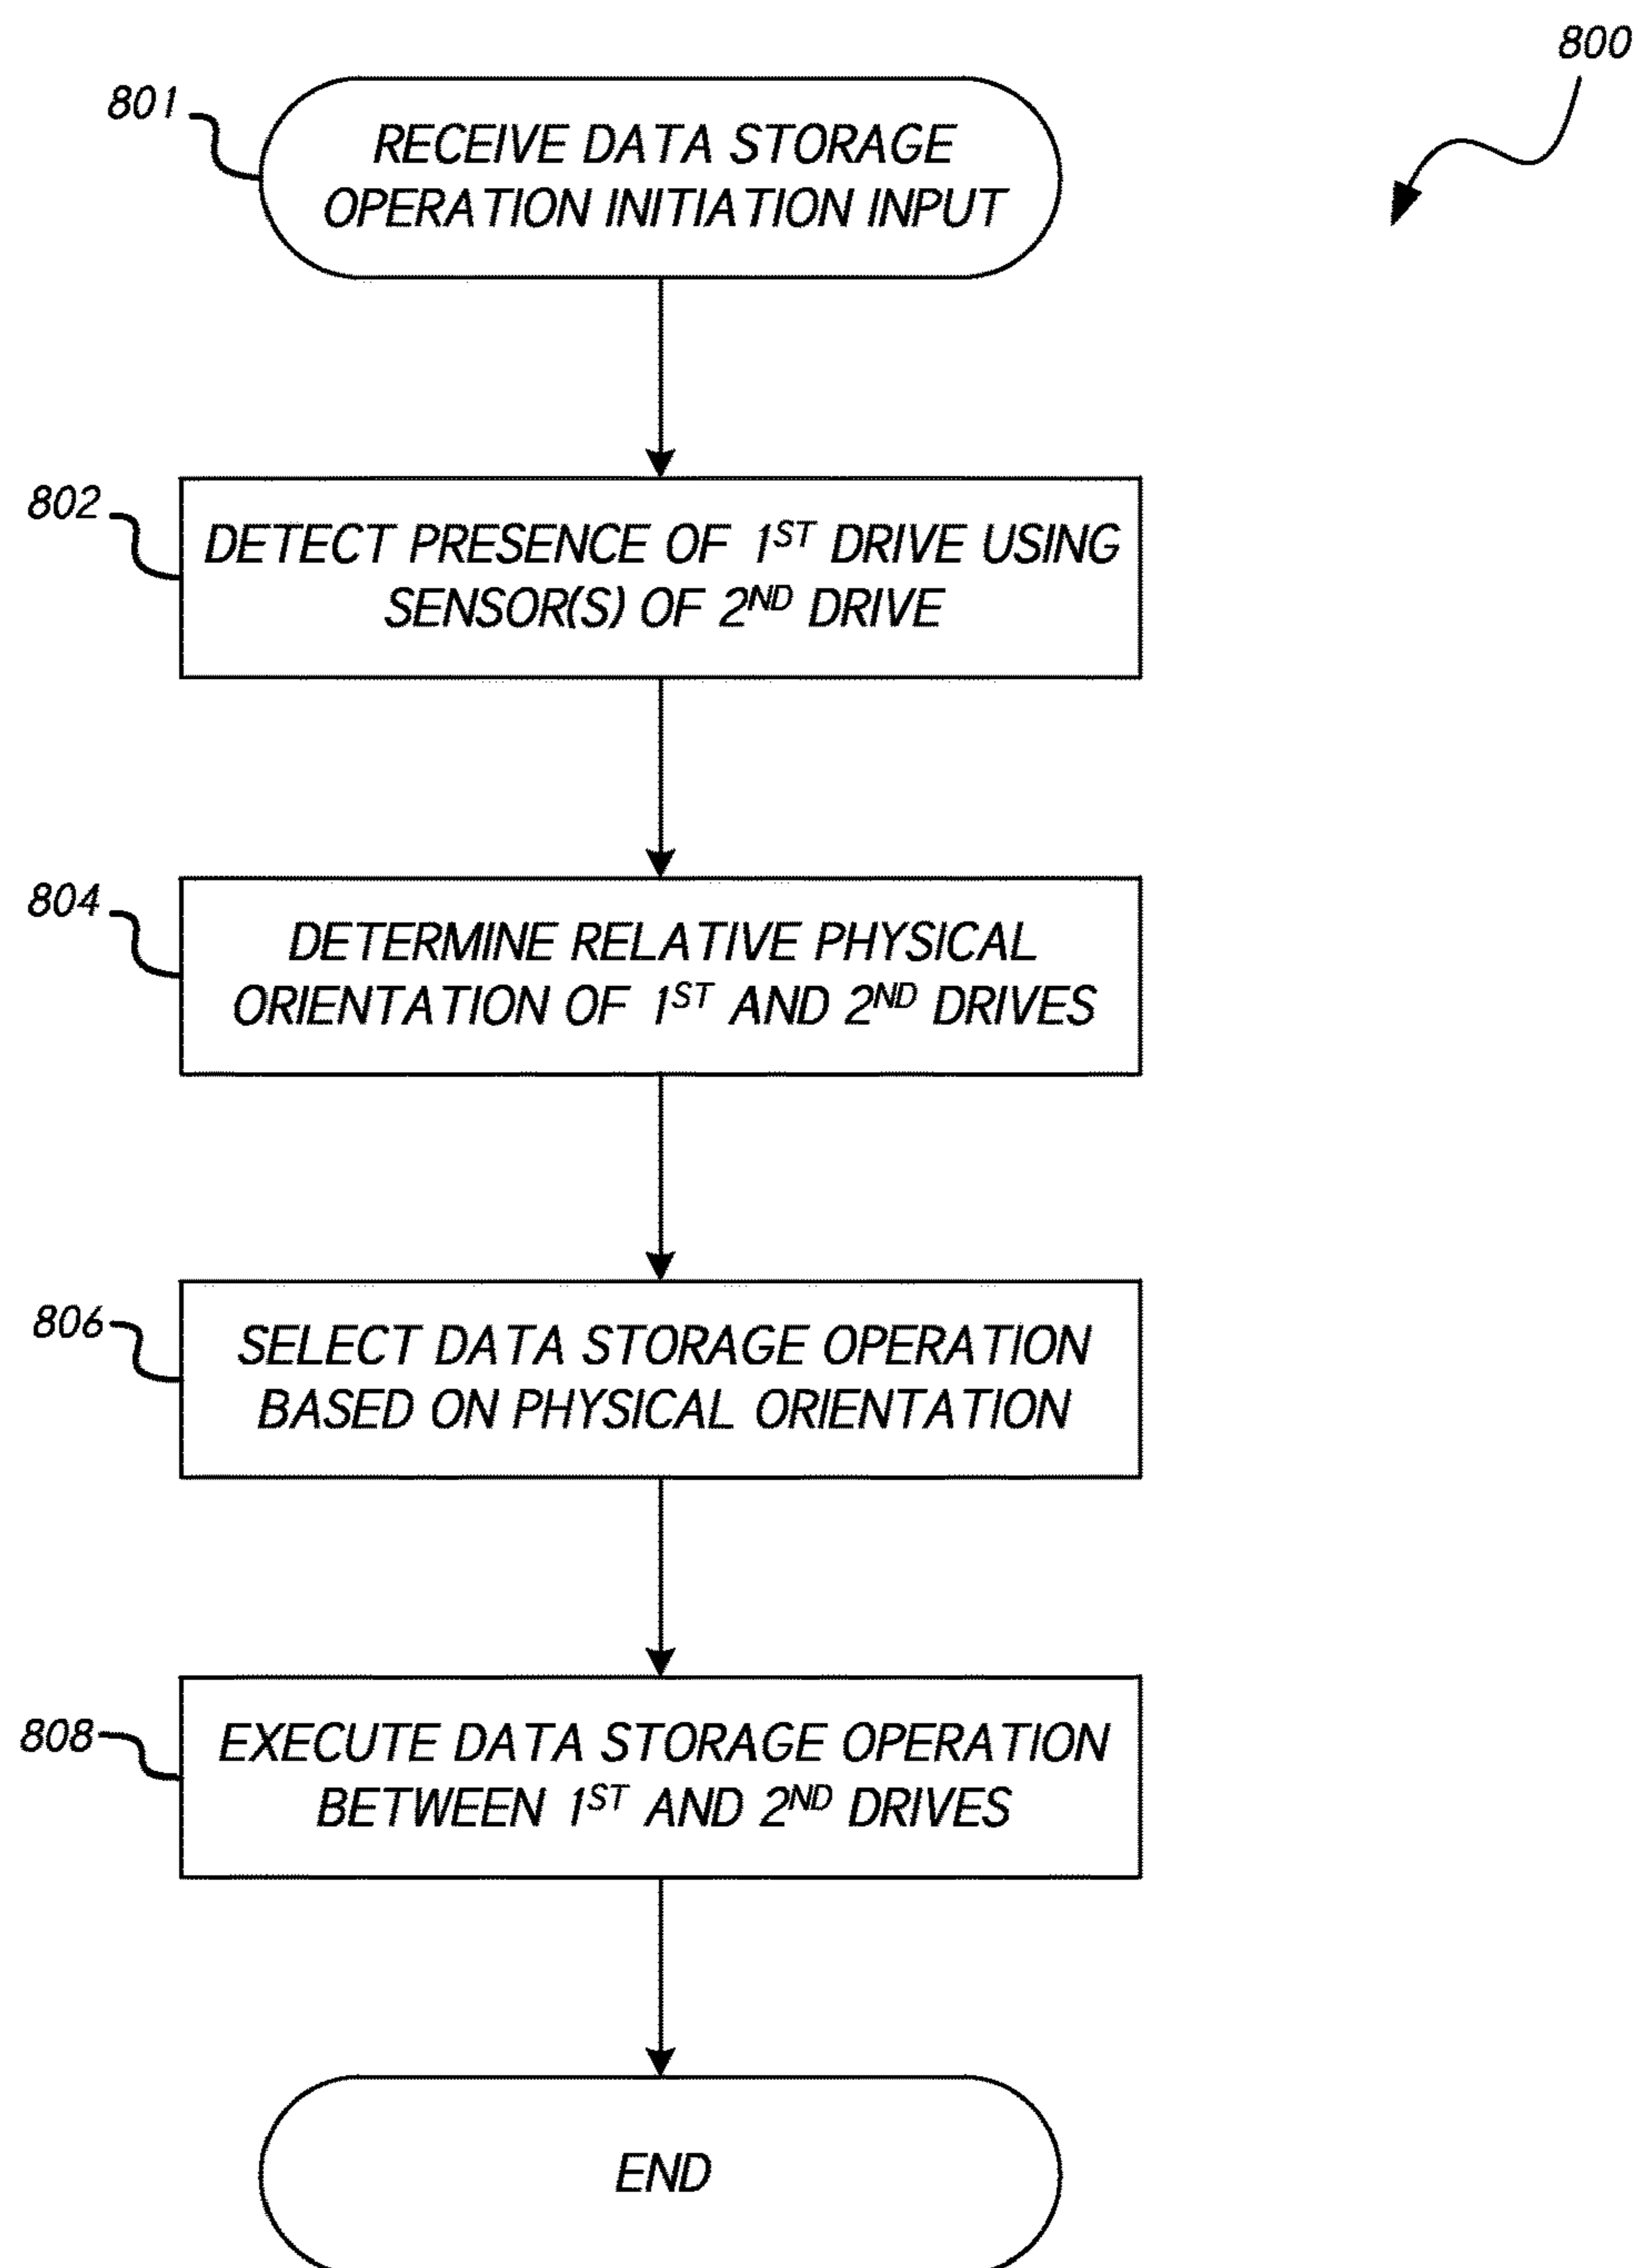 800
801
RECEIVE DATA STORAGE
OPERATION INITIATION INPUT
802
DETECT PRESENCE OF 1ST DRIVE USING
SENSOR(S) OF 2ND DRIVE
804
DETERMINE RELATIVE PHYSICAL
ORIENTATION OF 1ST AND 2ND DRIVES
806
SELECT DATA STORAGE OPERATION
BASED ON PHYSICAL ORIENTATION
808
EXECUTE DATA STORAGE OPERATION
BETWEEN 1ST AND 2ND DRIVES
END